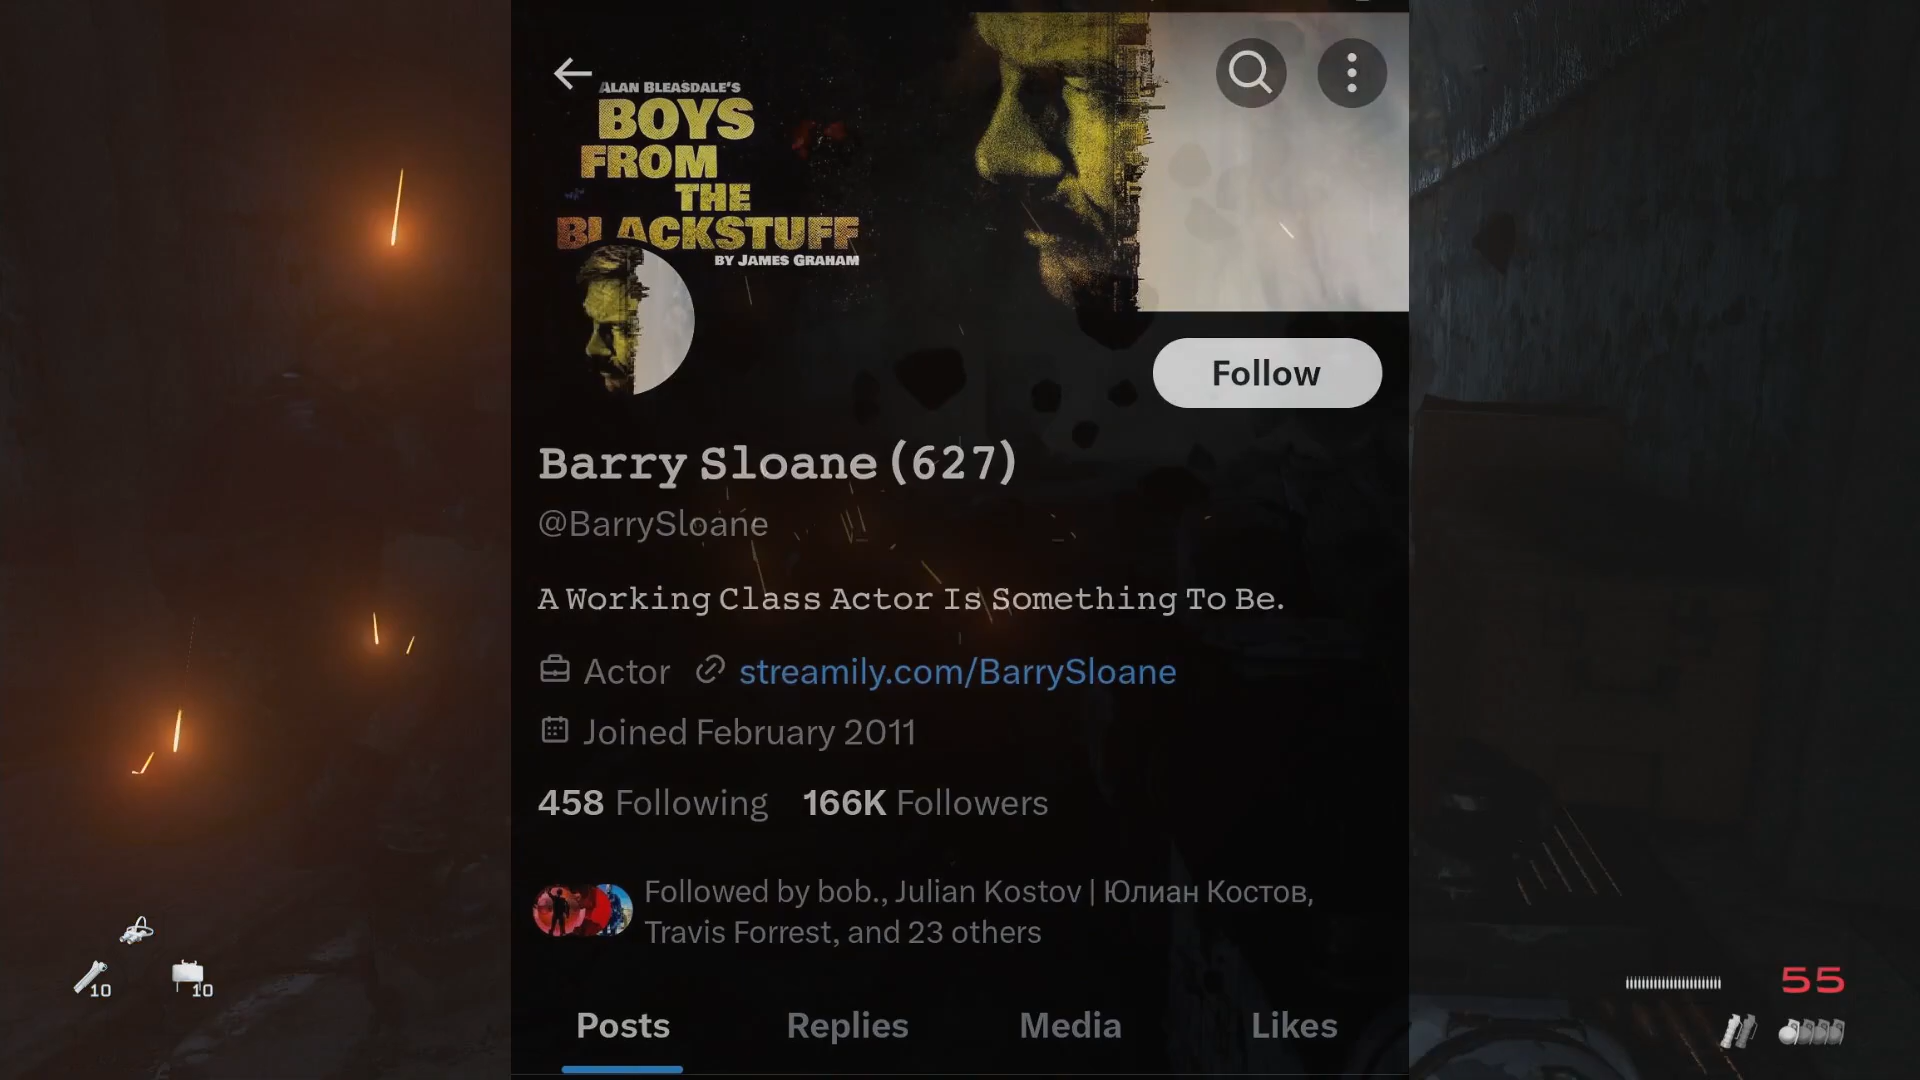 ALAN BLEASDALE'S
BOYS
FROM
THE
BLACKSTUFF
BY JAMES GRAHAM
Follow
Barry Sloane (627)
@BarrySloane
A Working Class Actor Is Something To Be.
Actor streamily.com/BarrySloane
Joined February 2011
458 Following 166K Followers
Followed by bob., Julian Kostov | Юлиан Костов,
Travis Forrest, and 23 others
Posts Replies Media Likes
10
10
55